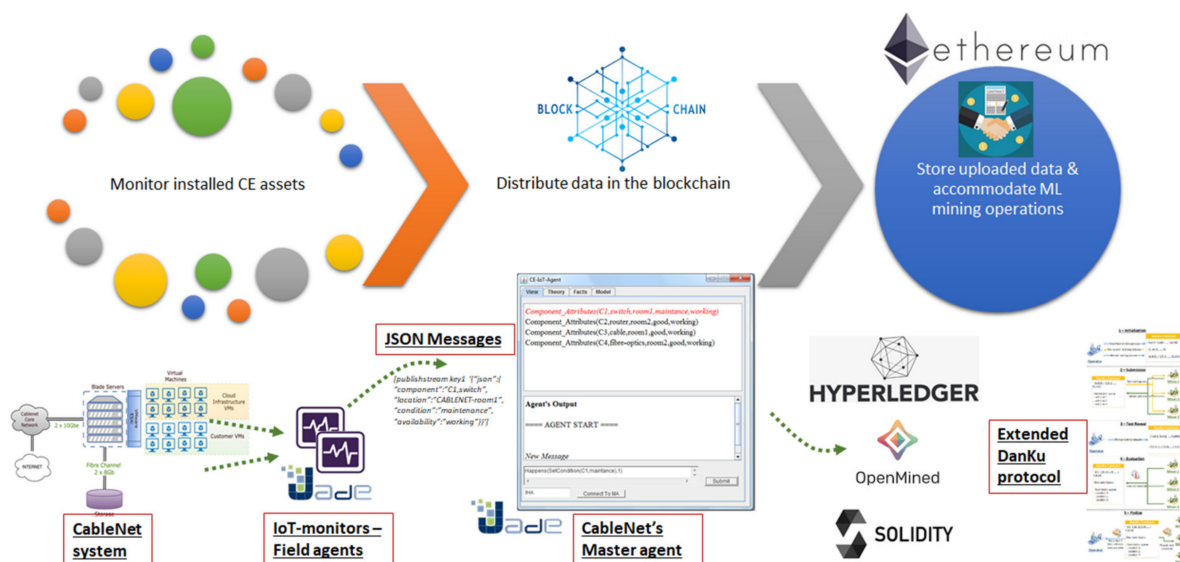 ethereum
BLOCK
CHAIN
Monitor installed CE assets
Distribute data in the blockchain
Store uploaded data &
accommodate ML
mining operations
CE-IoT-Agent
View
Theory
Facts
Model
Component_Attributes(C1,switch,room1,maintance,working)
Component_Attributes(C2,router,room2,good,working)
Component_Attributes(C3,cable,room1,good,working)
Component_Attributes(C4,fibre-optics,room2,good,working)
Agent's Output
===== AGENT START =====
New Message
Happens(SetCondition(C1,maintance),1)
Submit
Connect To MA
JSON Messages
[publishstream key1 '{"json":{
"component":"C1,switch",
"location":"CABLENET-room1",
"condition":"maintenance",
"availability":"working"}}']
Virtual
Machines
Blade Servers
Cloud
Infrastructure
VMs
Customer VMs
Cablenet
Core
Network
2 x 10Gbs
INTERNET
Fibre Channel
2 x 8Gb
Storage
CableNet
system
Jade
IoT-monitors –
Field agents
Jade
CableNet's
Master agent
HYPERLEDGER
OpenMined
SOLIDITY
Extended
DanKu
protocol